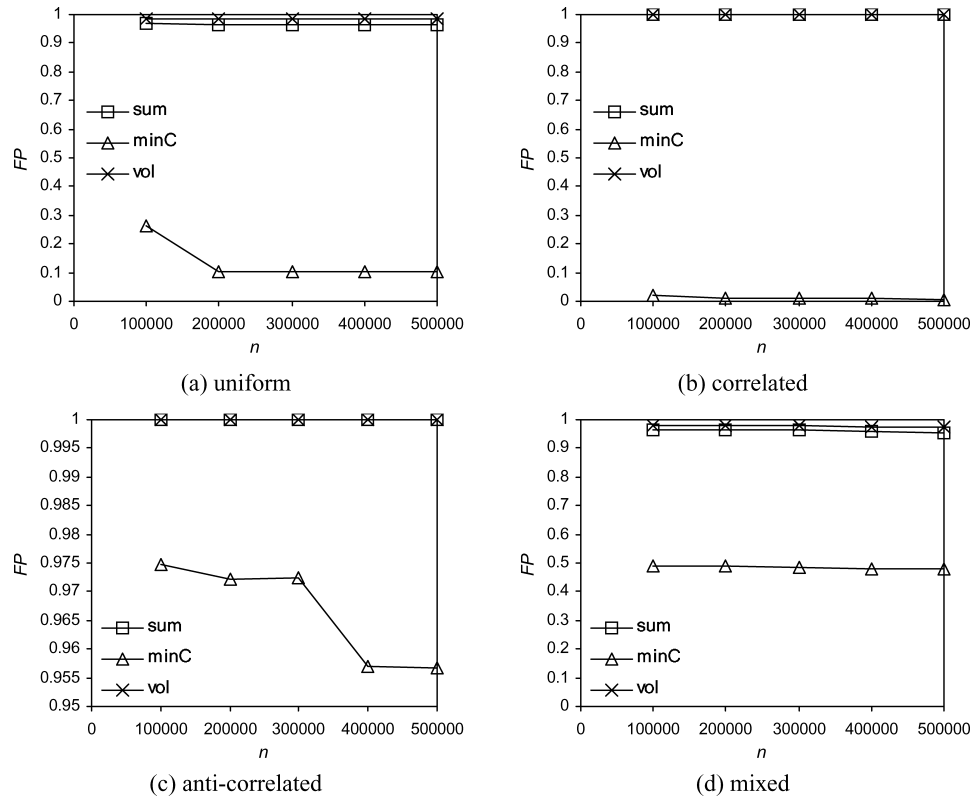 1
0.9
0.8
0.7
0.6
0.5
0.4
0.3
0.2
0.1
0
FP
sum
minC
vol
0 100000 200000 300000 400000 500000
n
(a) uniform
1
0.9
0.8
0.7
0.6
0.5
0.4
0.3
0.2
0.1
0
FP
sum
minC
vol
0 100000 200000 300000 400000 500000
n
(b) correlated
1
0.995
0.99
0.985
0.98
0.975
0.97
0.965
0.96
0.955
0.95
FP
sum
minC
vol
0 100000 200000 300000 400000 500000
n
(c) anti-correlated
1
0.9
0.8
0.7
0.6
0.5
0.4
0.3
0.2
0.1
0
FP
sum
minC
vol
0 100000 200000 300000 400000 500000
n
(d) mixed